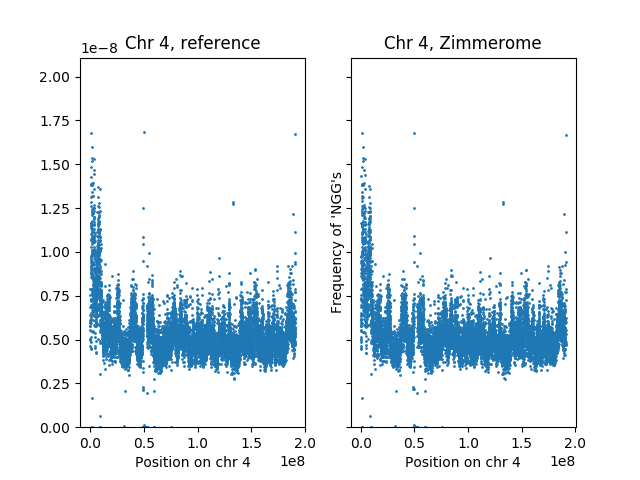 Chr 4, reference
Chr 4, Zimmerome
1e−8
2.00
1.75
1.50
1.25
1.00
0.75
0.50
0.25
0.00
Frequency of 'NGG's
0.0 0.5 1.0 1.5 2.0
0.0 0.5 1.0 1.5 2.0
Position on chr 4 1e8
Position on chr 4 1e8